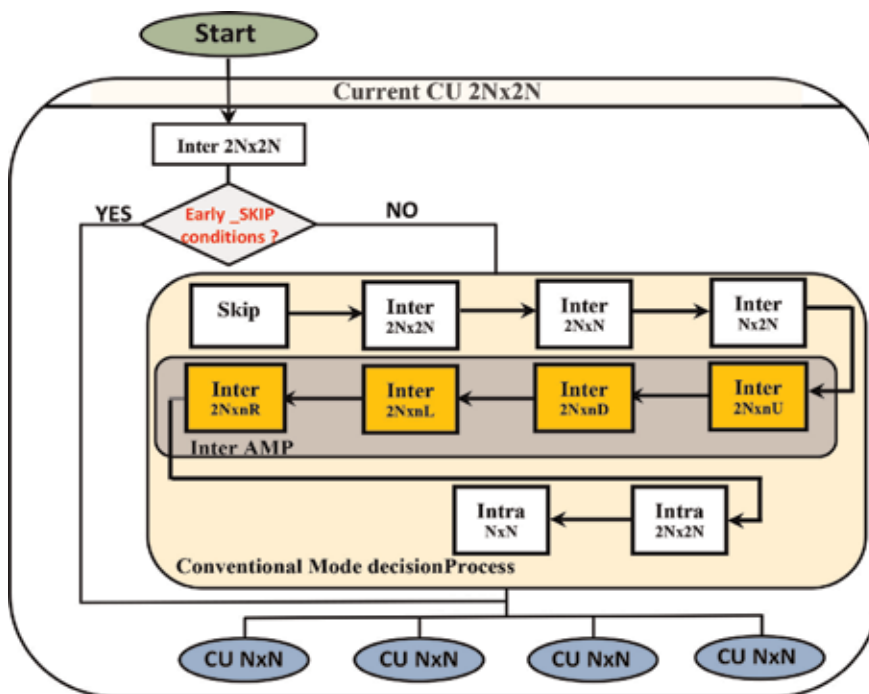 Start
Current CU 2Nx2N
Inter 2Nx2N
YES
Early _SKIP
conditions ?
NO
Skip
Inter
2Nx2N
Inter
2NxN
Inter
Nx2N
Inter
2NxnR
Inter
2NxnL
Inter
2NxnD
Inter
2NxnU
Inter AMP
Intra
NxN
Intra
2Nx2N
Conventional Mode decisionProcess
CU NxN
CU NxN
CU NxN
CU NxN